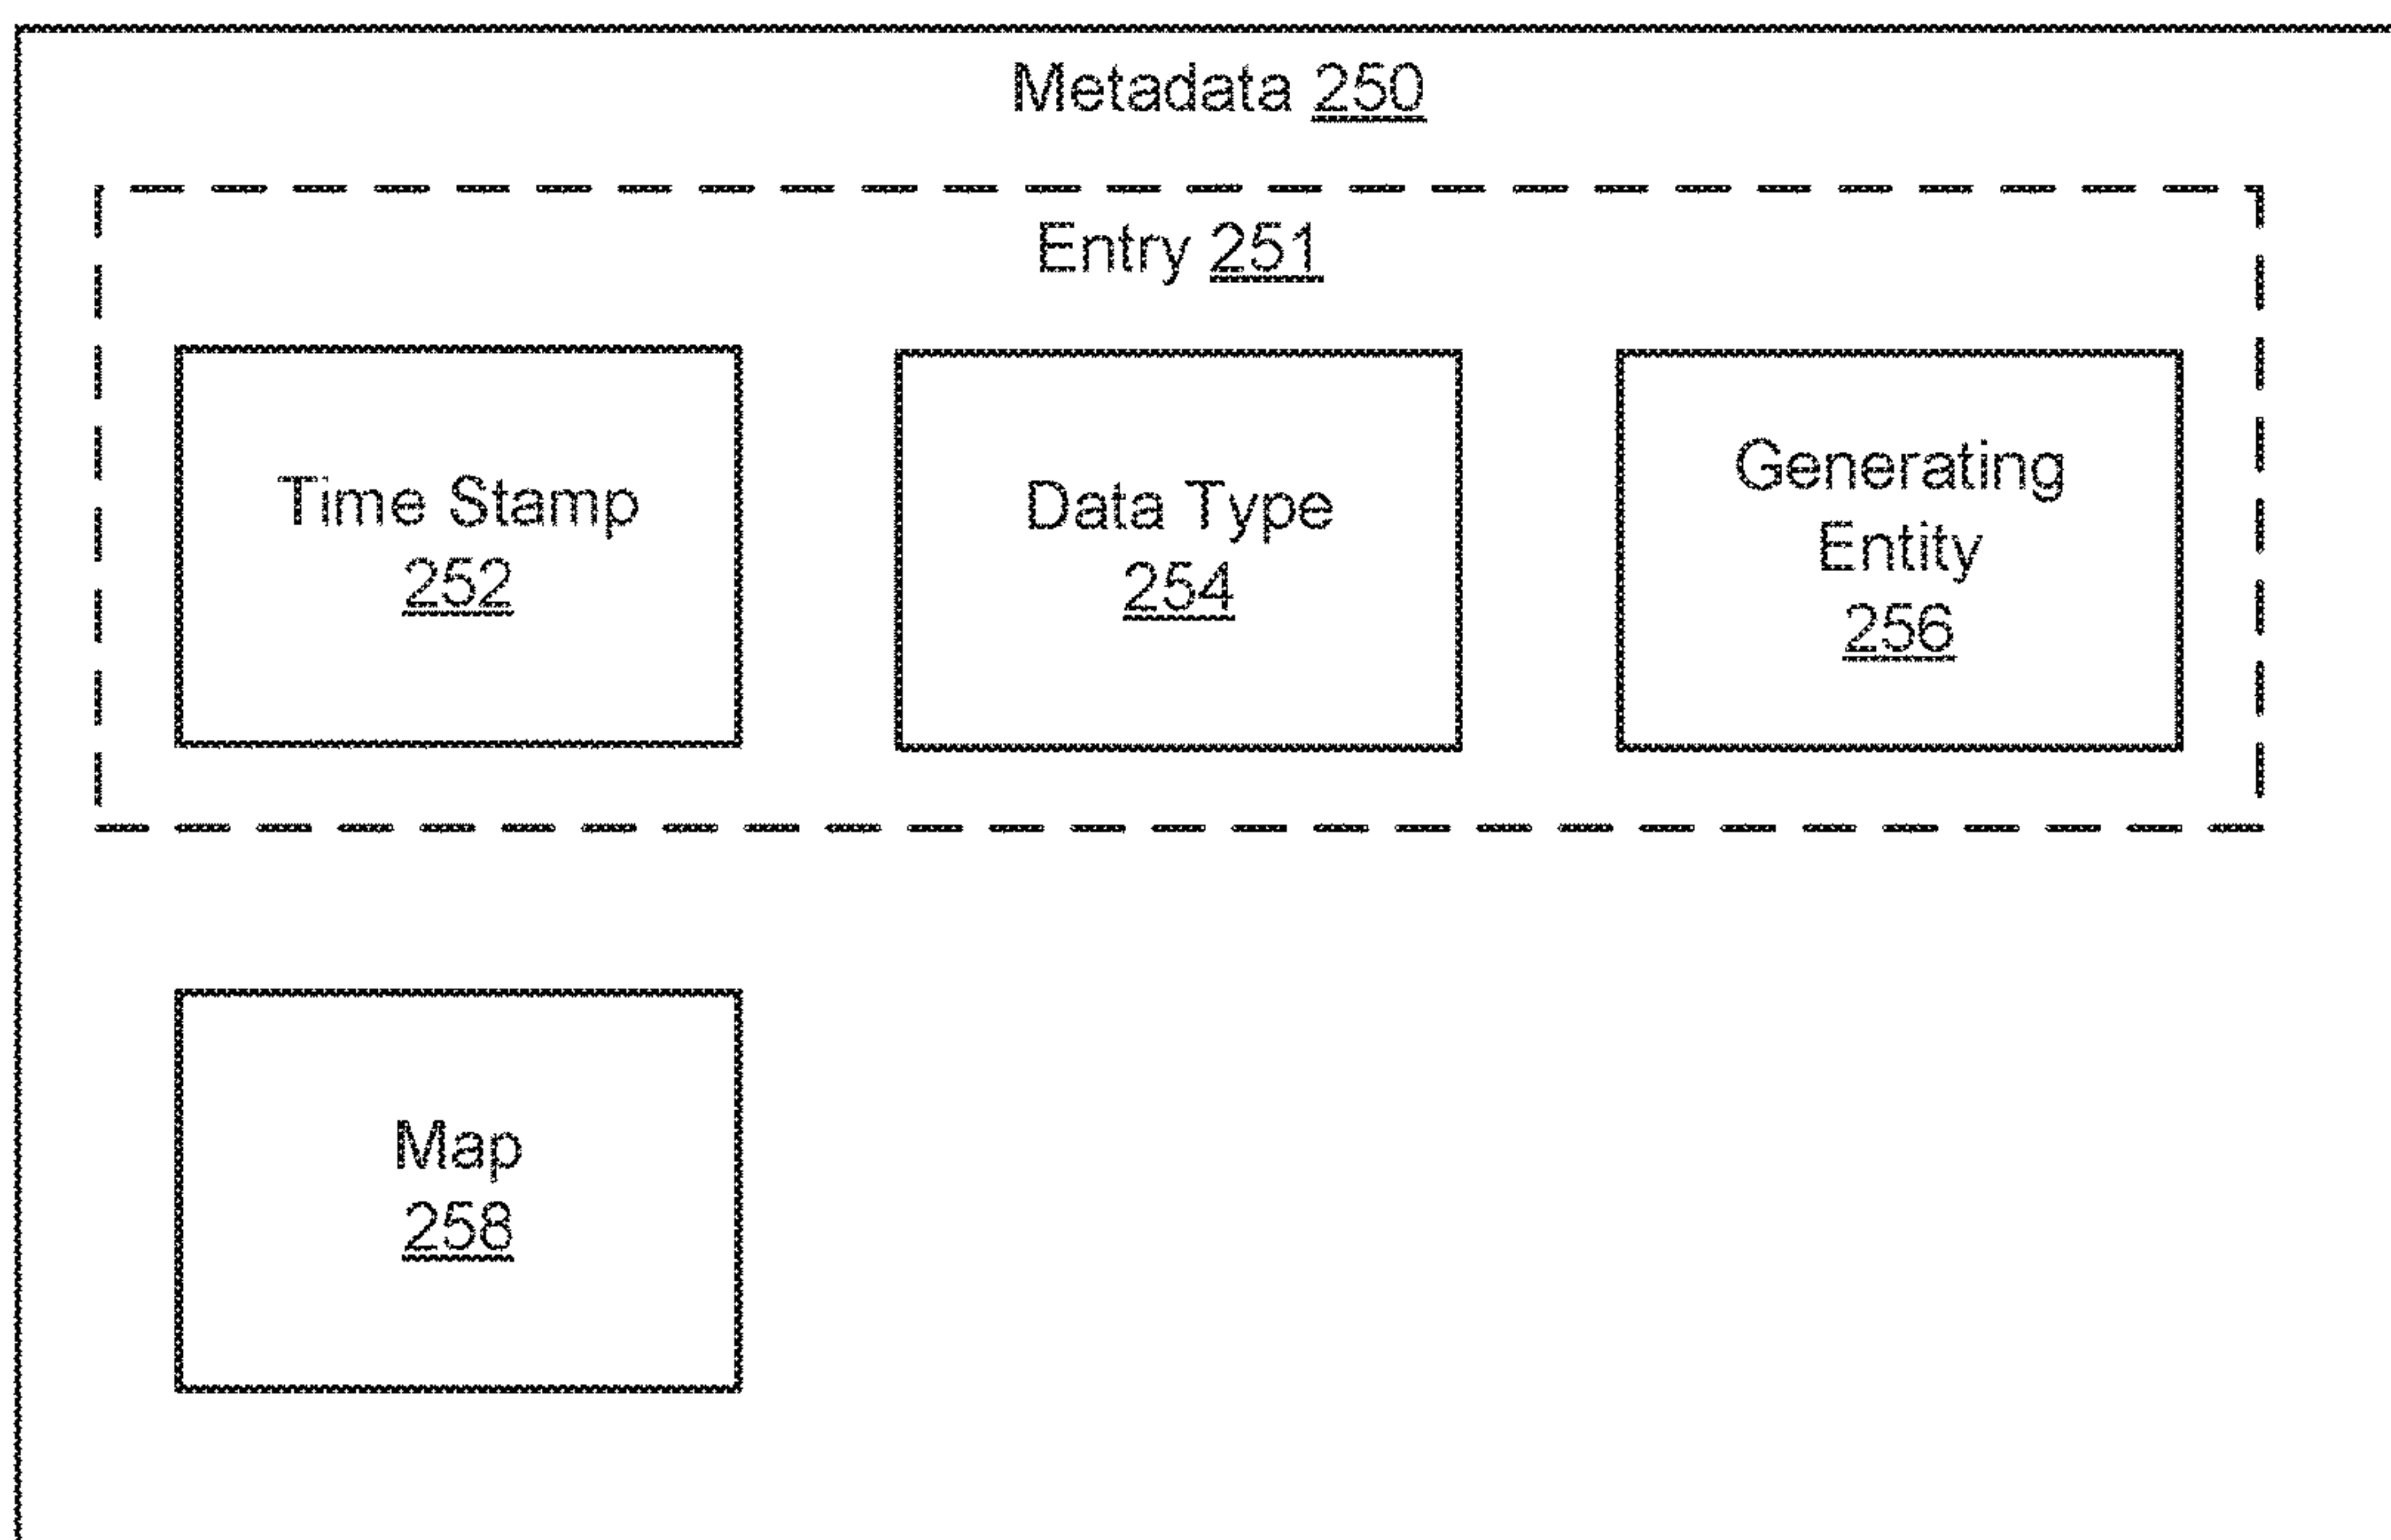 Metadata 250
Entry 251
Time Stamp
252
Data Type
254
Generating
Entity
256
Map
258